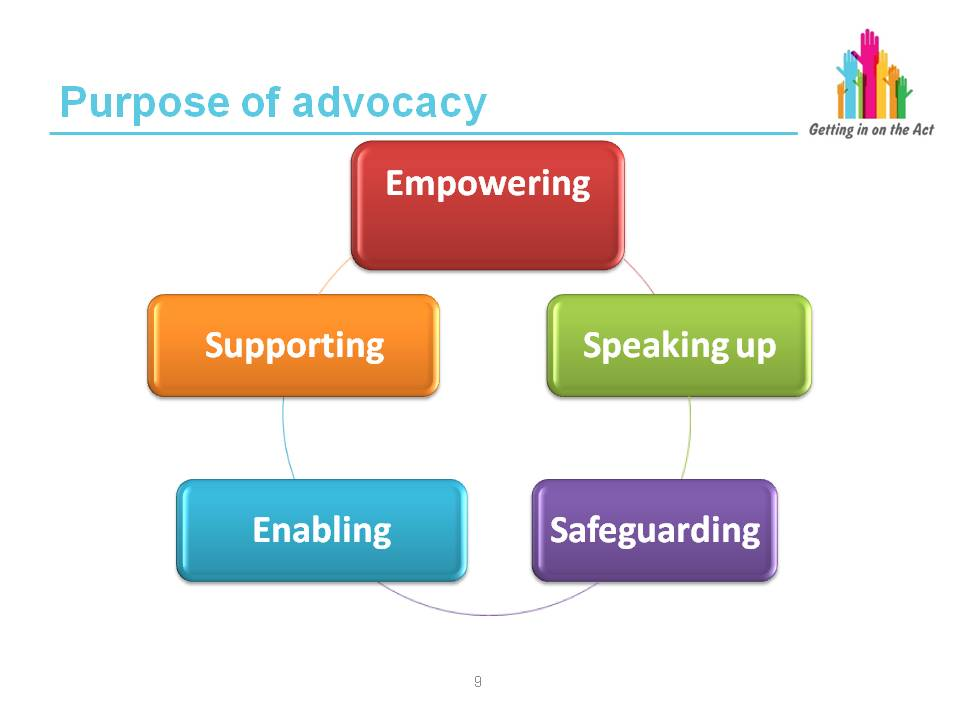 Purpose of advocacy
Getting in on the Act
Empowering
Supporting
Speaking up
Enabling
Safeguarding
9